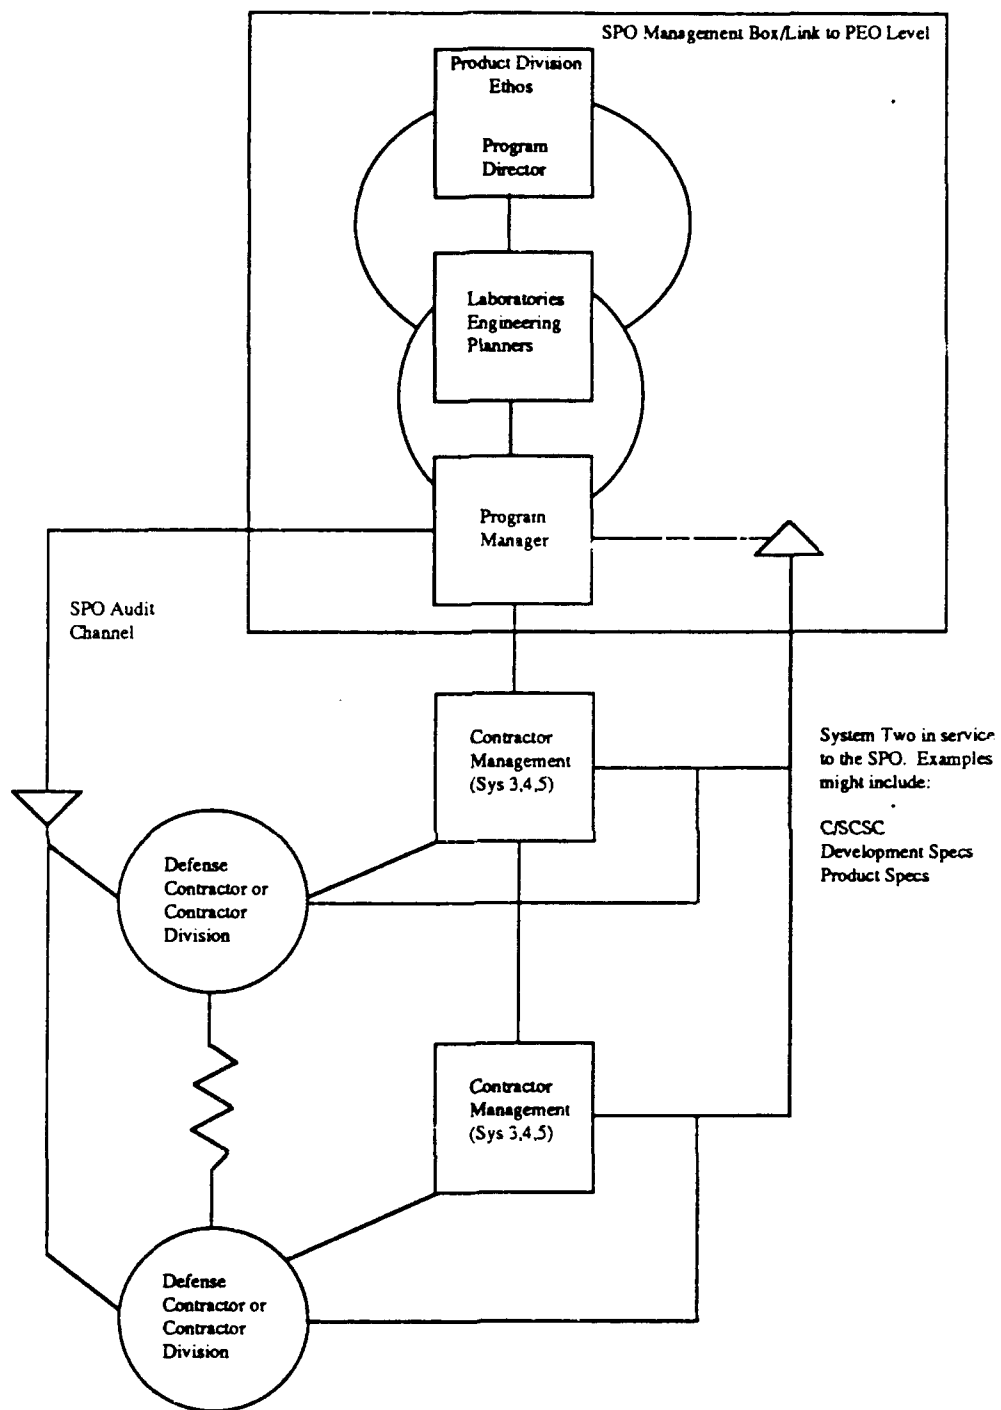 SPO Management Box/Link to PEO Level
Product Division
Ethos
Program
Director
Laboratories
Engineering
Planners
Program
Manager
SPO Audit
Channel
Contractor
Management
(Sys 3,4,5)
System Two in service
to the SPO. Examples
might include:
C/SCSC
Development Specs
Product Specs
Defense
Contractor or
Contractor
Division
Contractor
Management
(Sys 3,4,5)
Defense
Contractor or
Contractor
Division